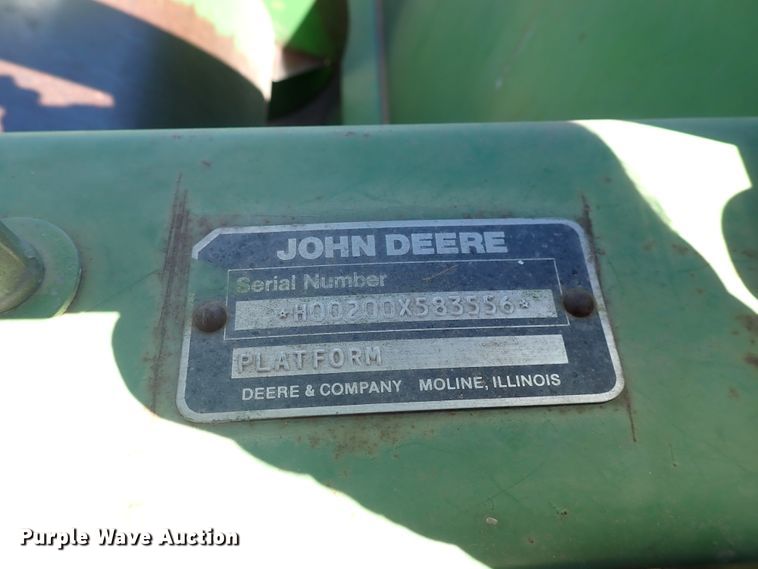 JOHN DEERE
Serial Number
*H00200X583556*
PLATFORM
DEERE & COMPANY MOLINE, ILLINOIS
Purple Wave Auction